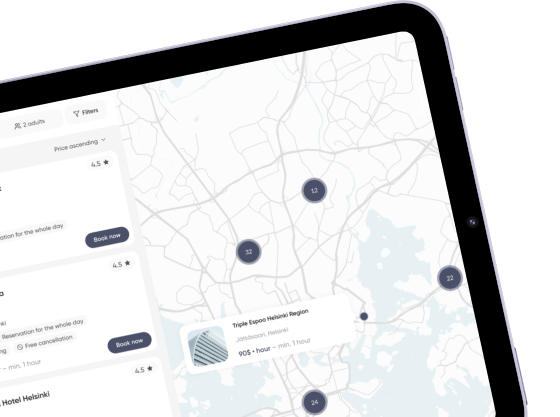 2 adults
Filters
Price ascending
4.5 ★
ation for the whole day
Book now
4.5 ★
Reservation for the whole day
Free cancellation
– min. 1 hour
Book now
4.5 ★
Hotel Helsinki
12
32
22
Triple Espoo Helsinki Region
Jätkäsaari, Helsinki
90$ • hour – min. 1 hour
24